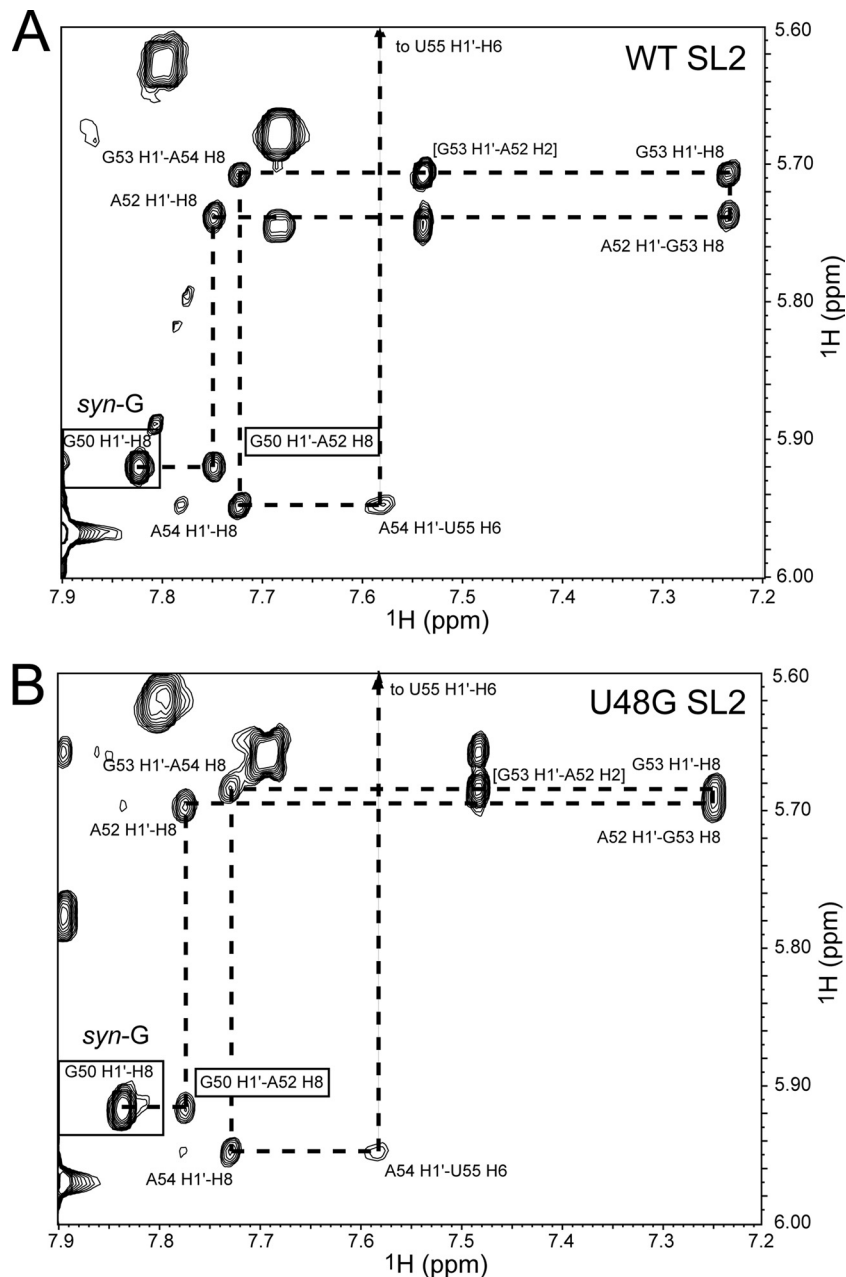 A
WT SL2
to U55 H1'-H6
5.60
G53 H1'-A54 H8
[G53 H1'-A52 H2]
G53 H1'-H8
5.70
A52 H1'-H8
A52 H1'-G53 H8
5.80
1H (ppm)
syn-G
G50 H1'-H8
G50 H1'-A52 H8
5.90
A54 H1'-H8
A54 H1'-U55 H6
6.00
7.9 7.8 7.7 7.6 7.5 7.4 7.3 7.2
1H (ppm)
B
U48G SL2
to U55 H1'-H6
5.60
G53 H1'-A54 H8
[G53 H1'-A52 H2]
G53 H1'-H8
5.70
A52 H1'-H8
A52 H1'-G53 H8
5.80
1H (ppm)
syn-G
G50 H1'-H8
G50 H1'-A52 H8
5.90
A54 H1'-H8
A54 H1'-U55 H6
6.00
7.9 7.8 7.7 7.6 7.5 7.4 7.3 7.2
1H (ppm)